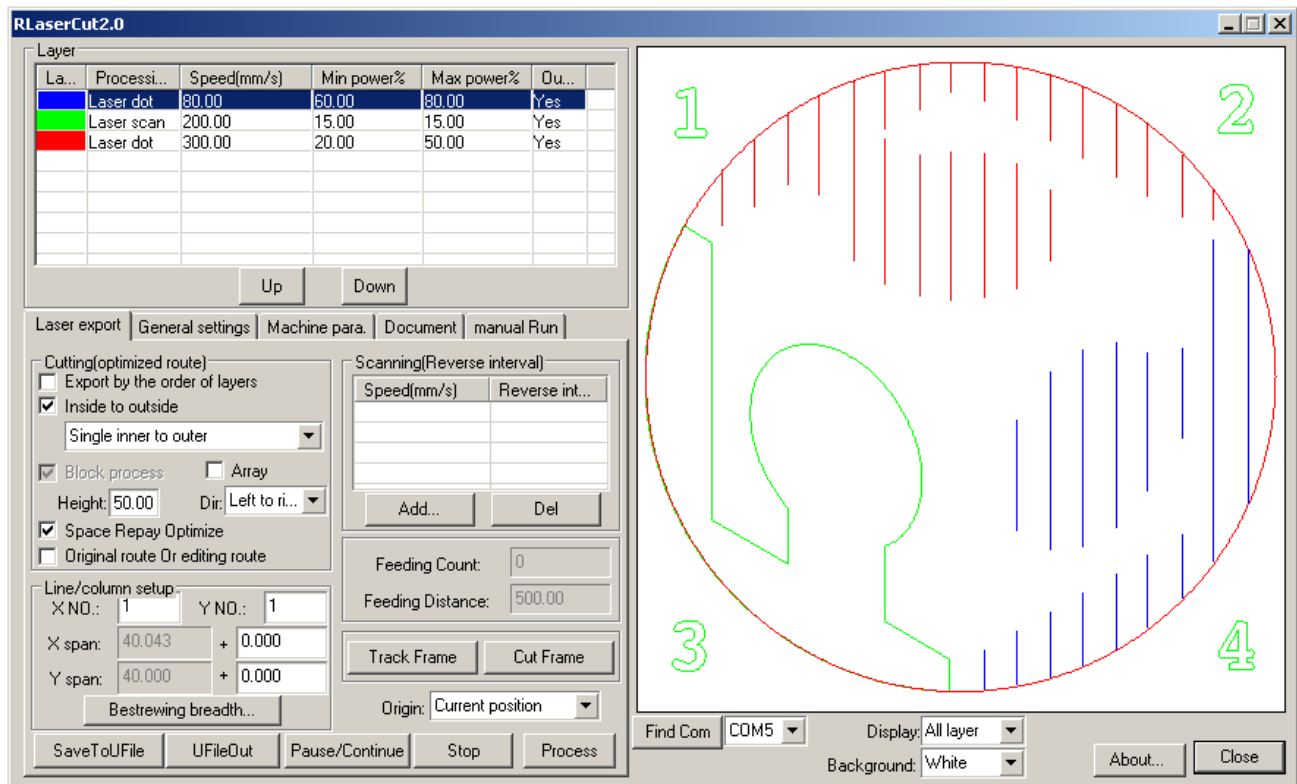 RLaserCut2.0
Layer
La... Processi... Speed(mm/s) Min power% Max power% Ou...
Laser dot 80.00 60.00 80.00 Yes
Laser scan 200.00 15.00 15.00 Yes
Laser dot 300.00 20.00 50.00 Yes
Up Down
Laser export General settings Machine para. Document manual Run
Cutting(optimized route)
Export by the order of layers
Inside to outside
Single inner to outer
Block process Array
Height: 50.00 Dir: Left to ri...
Space Repay Optimize
Original route Or editing route
Line/column setup
X NO.: 1 Y NO.: 1
X span: 40.043 + 0.000
Y span: 40.000 + 0.000
Bestrewing breadth...
Scanning(Reverse interval)
Speed(mm/s) Reverse int...
Add... Del
Feeding Count: 0
Feeding Distance: 500.00
Track Frame Cut Frame
Origin: Current position
SaveToUFile UFileOut Pause/Continue Stop Process
1 2
3 4
Find Com COM5 Display: All layer
Background: White
About... Close